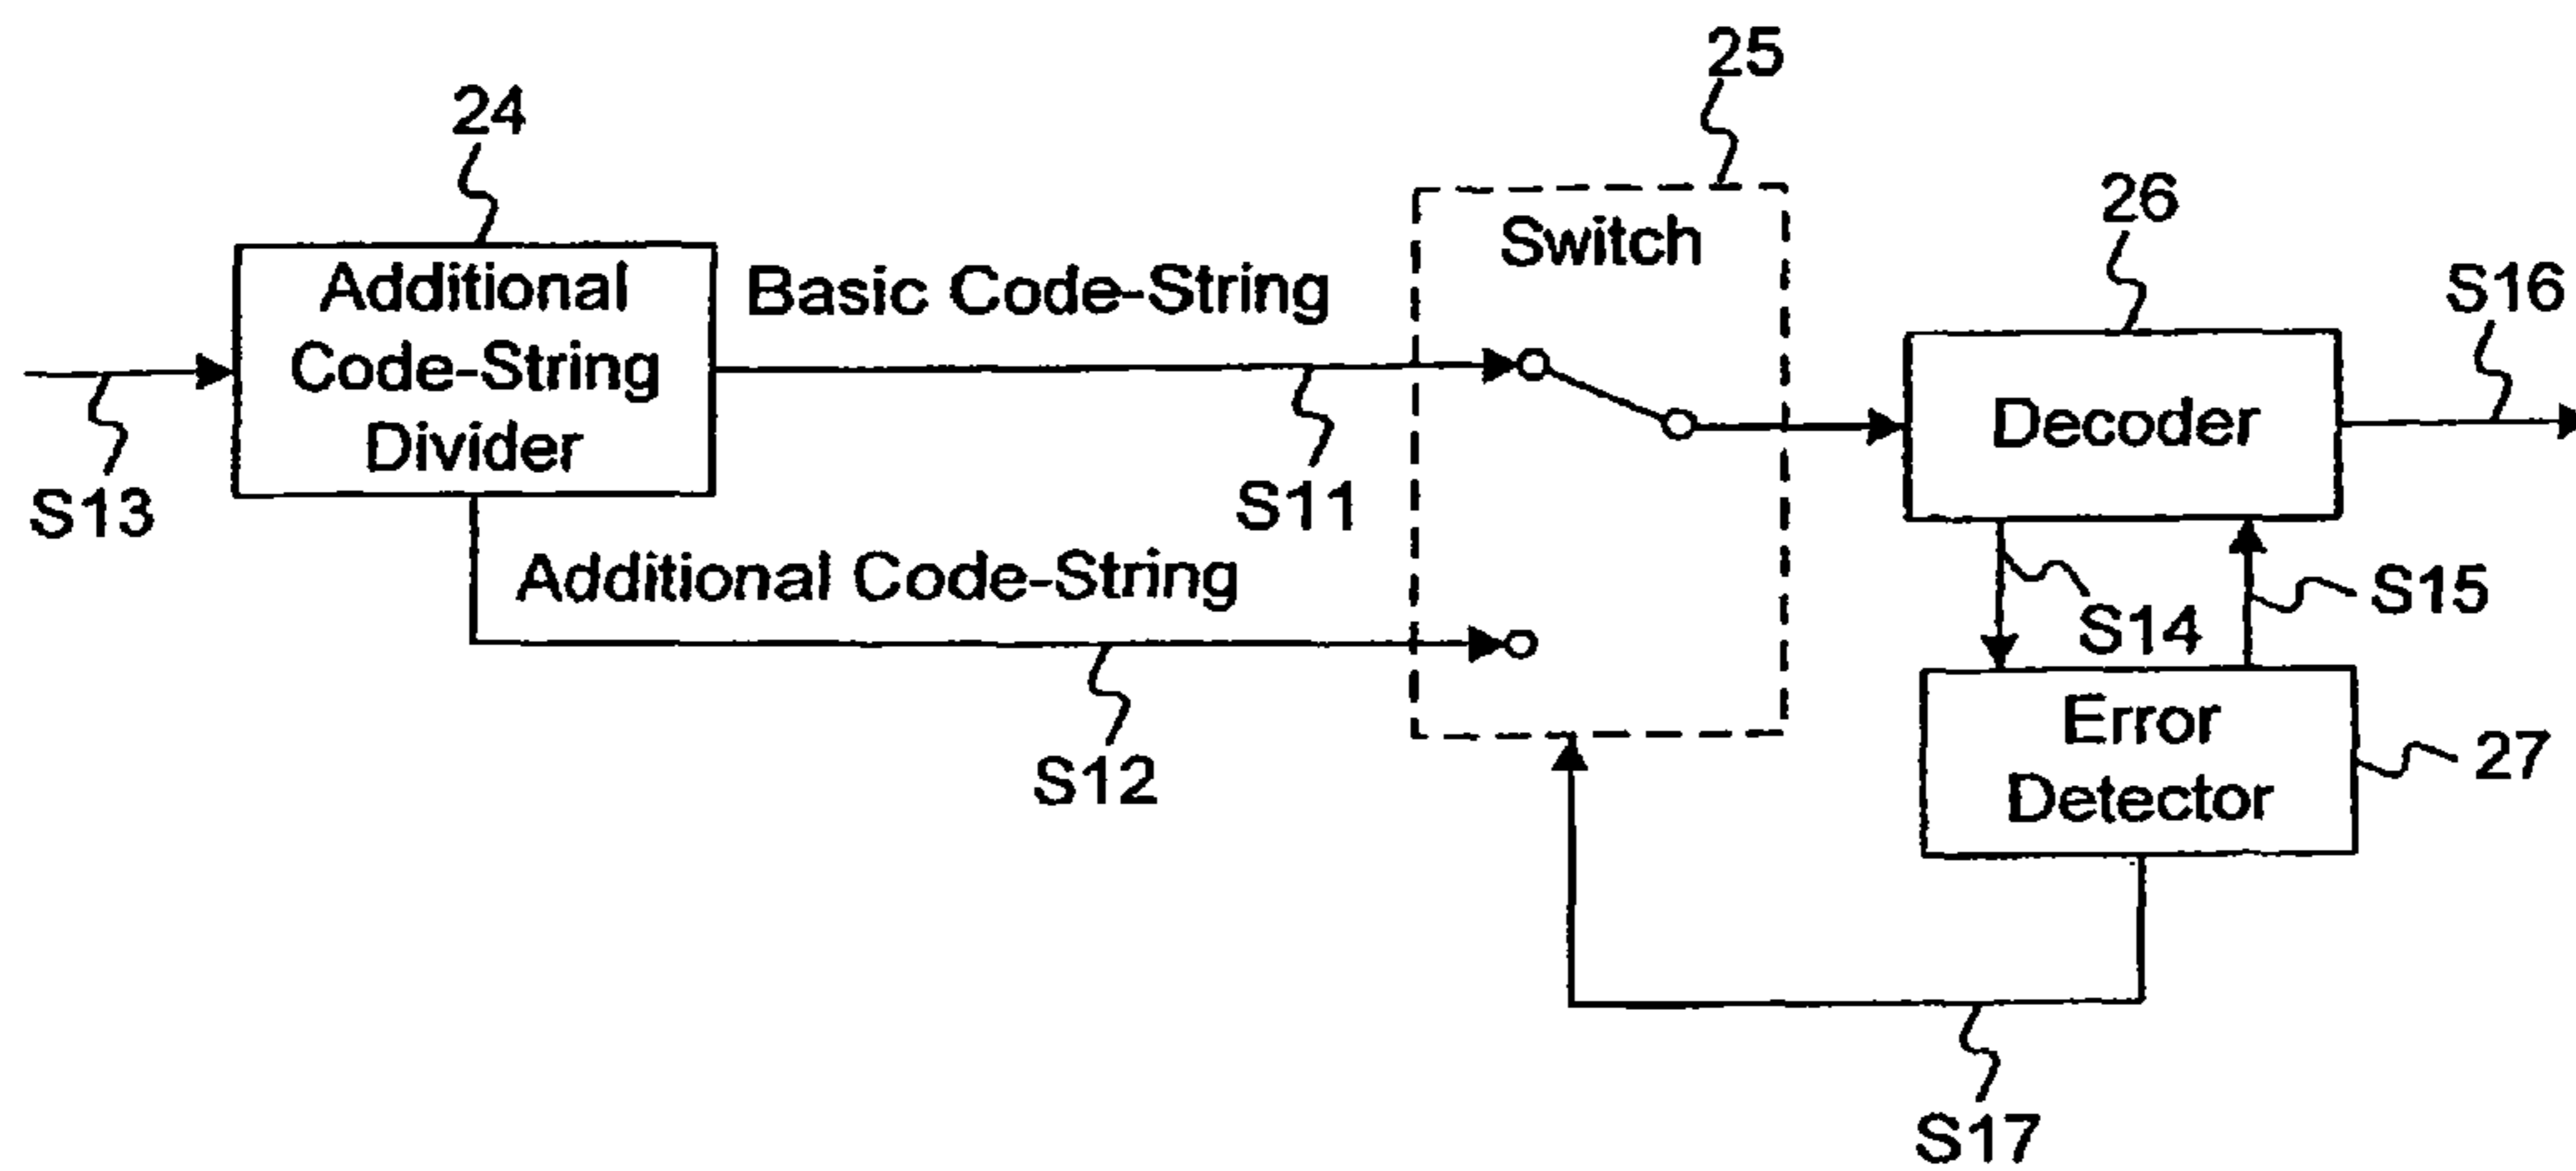 25
24
26
Switch
Additional
Code-String
Divider
Basic Code-String
S16
Decoder
S13
S11
Additional Code-String
S14
S15
Error
Detector
27
S12
S17